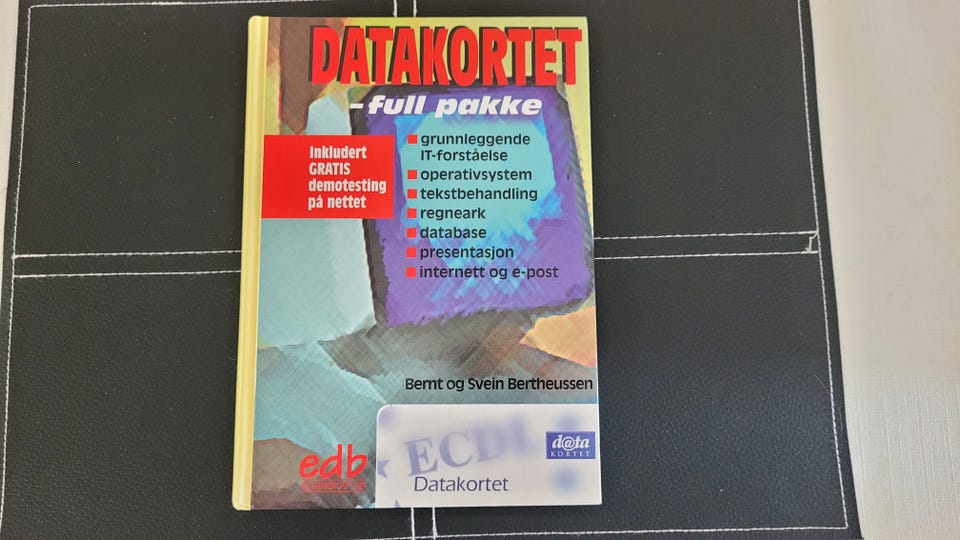 DATAKORTET
-full pakke
Inkludert
GRATIS
demotesting
på nettet
grunnleggende
IT-forståelse
operativsystem
tekstbehandling
regneark
database
presentasjon
internett og e-post
Bernt og Svein Bertheussen
ECDL
d@ta
KORTET
Datakortet
edb